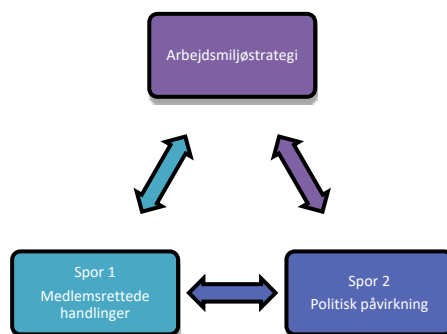 Arbejdsmiljøstrategi
Spor 1
Medlemsrettede
handlinger
Spor 2
Politisk påvirkning